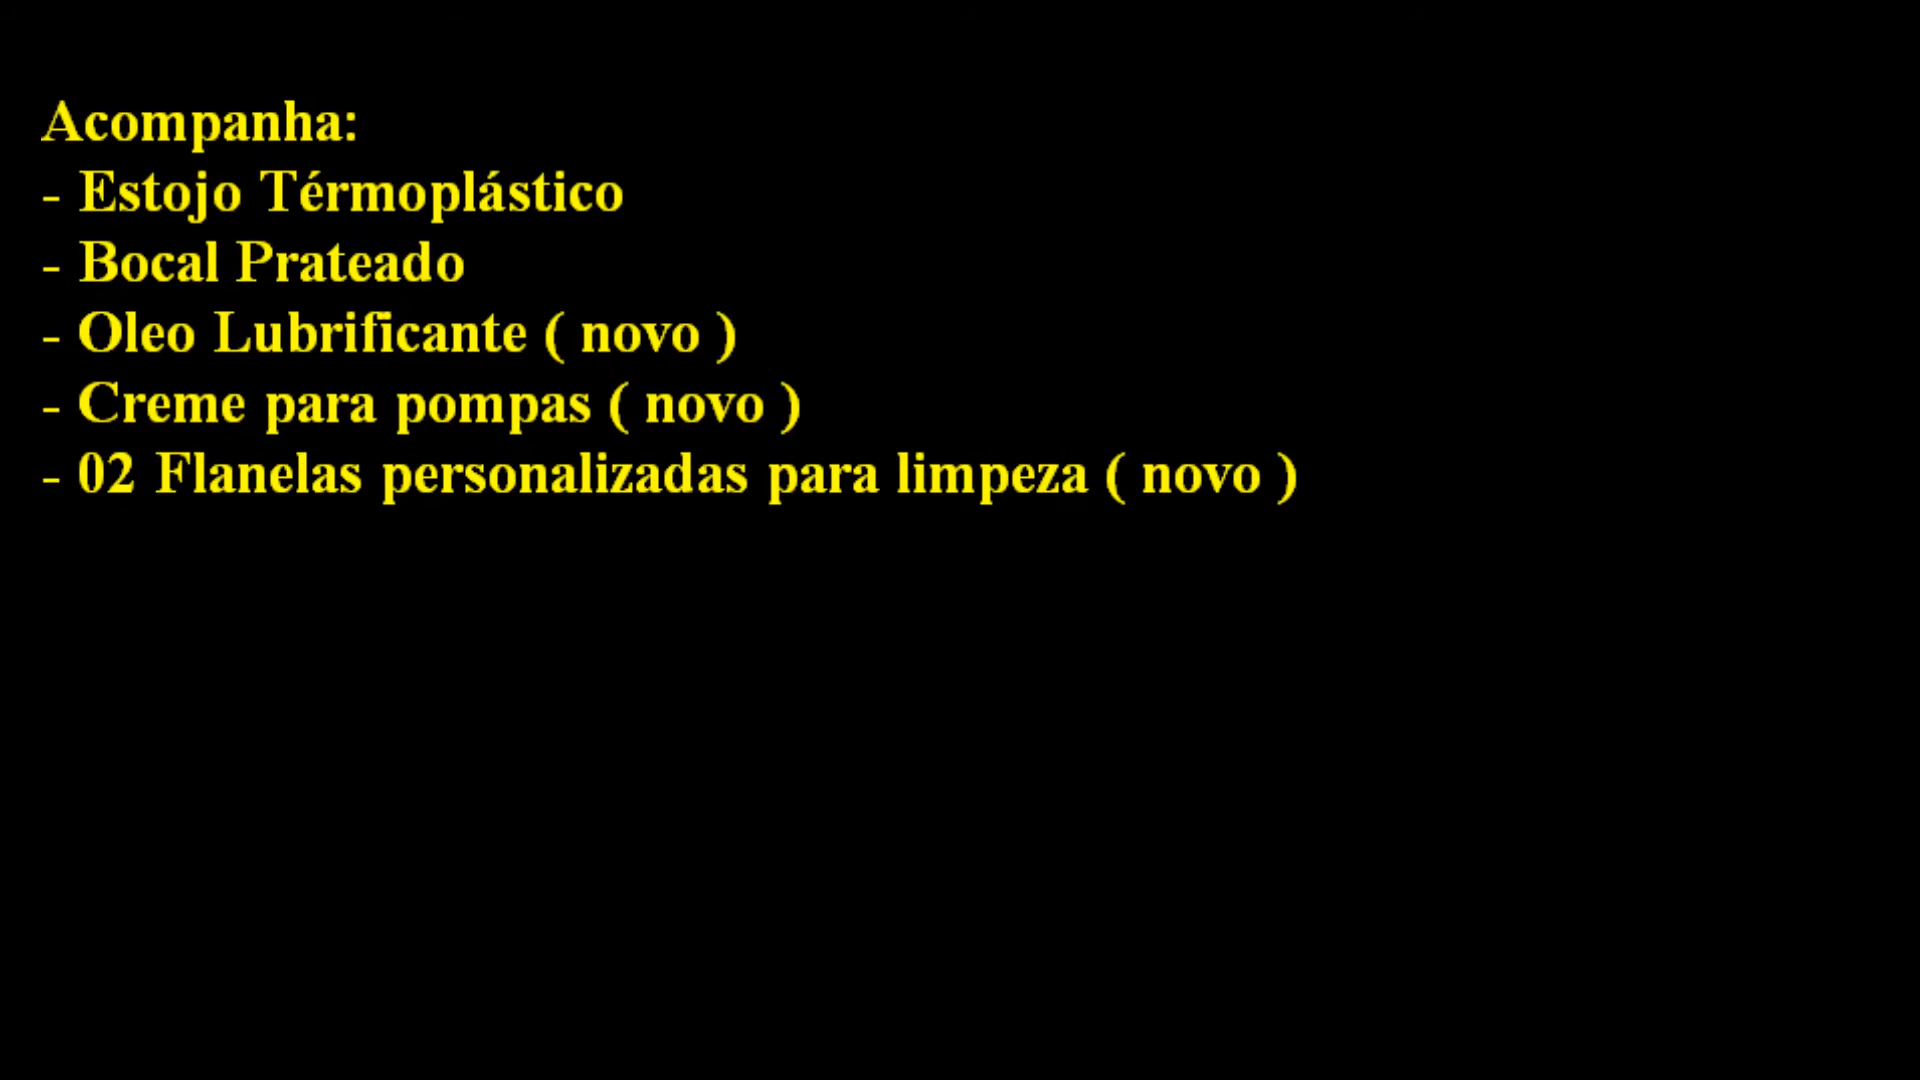 Acompanha:
- Estojo Térmoplástico
- Bocal Prateado
- Oleo Lubrificante ( novo )
- Creme para pompas ( novo )
- 02 Flanelas personalizadas para limpeza ( novo )